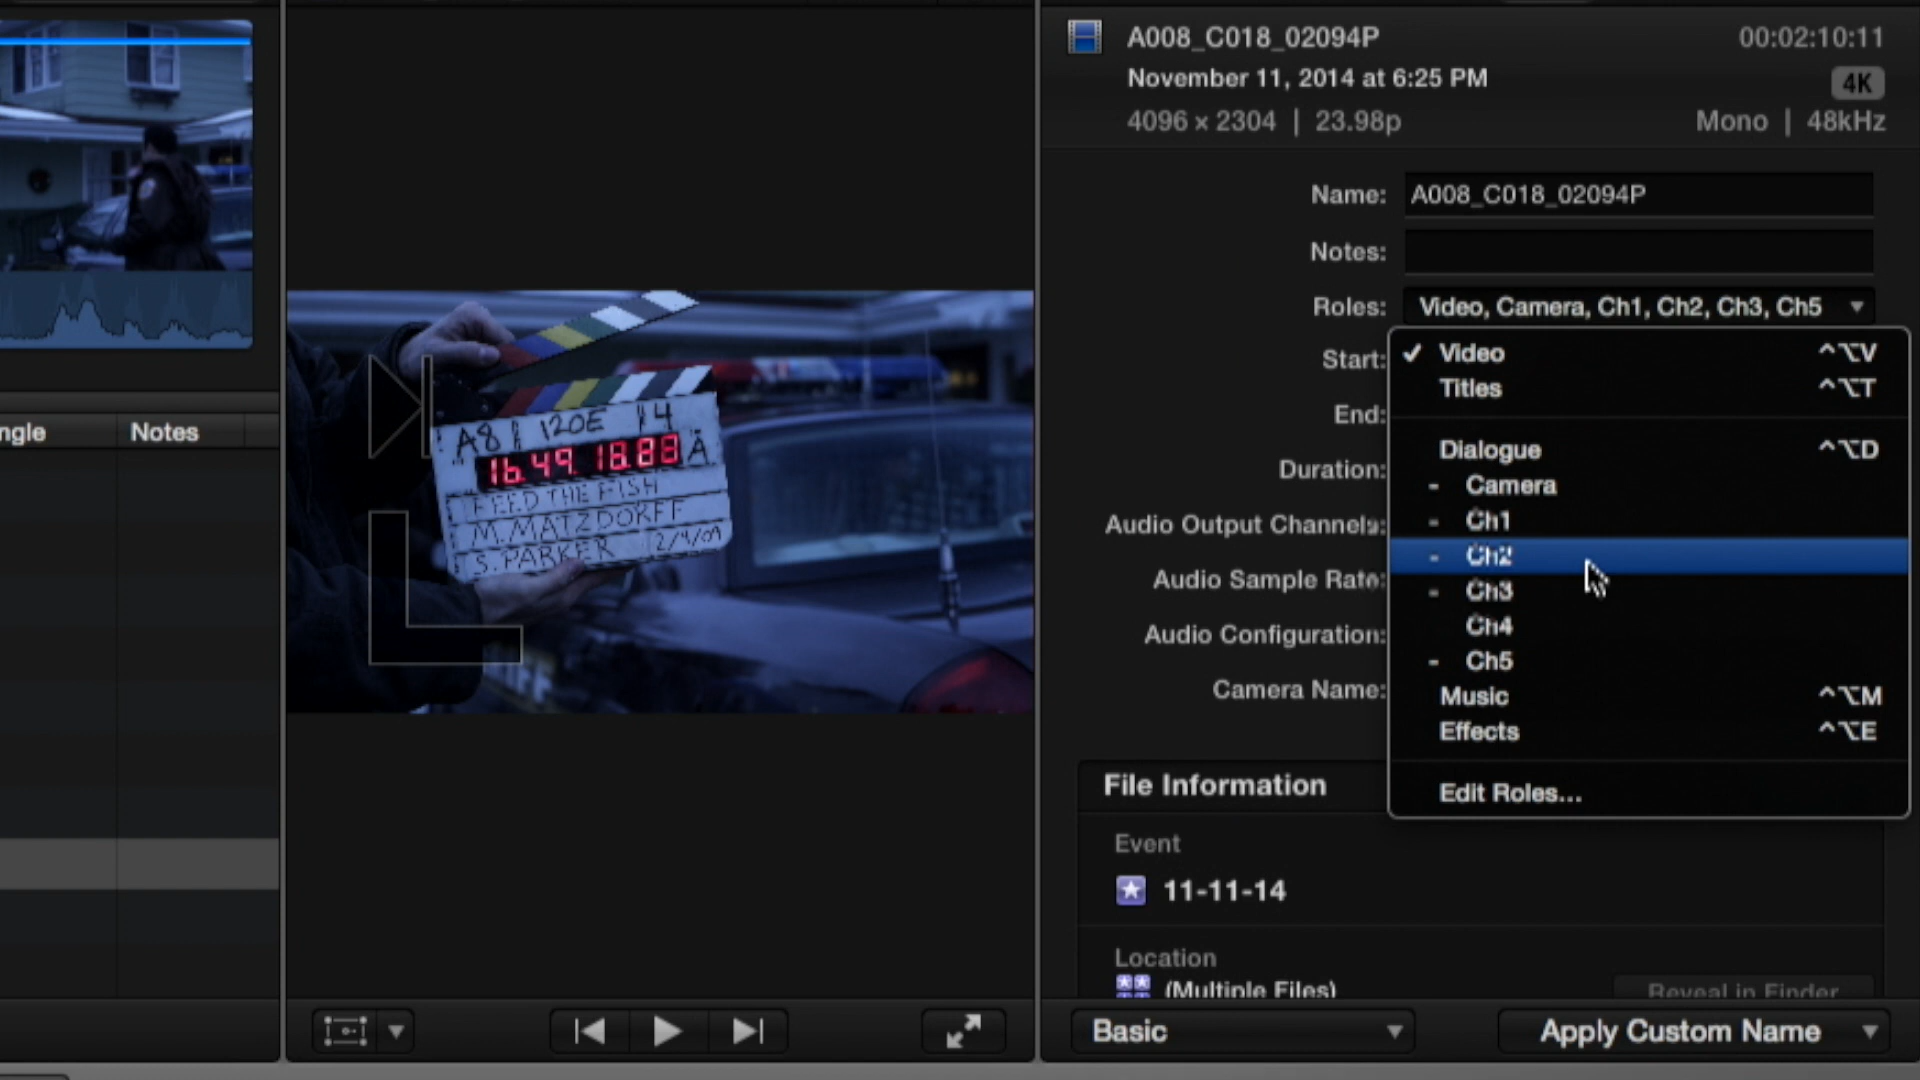 ngle
Notes
A8 120E 14
16 49 18 88 A
FEED THE FISH
M. MATZDORFF
S. PARKER 2/9/09
A008_C018_02094P
00:02:10:11
November 11, 2014 at 6:25 PM
4K
4096 × 2304 | 23.98p
Mono | 48kHz
Name: A008_C018_02094P
Notes:
Roles: Video, Camera, Ch1, Ch2, Ch3, Ch5
Start:
End:
Duration:
Audio Output Channels:
Audio Sample Rate:
Audio Configuration:
Camera Name:
✓ Video ^⌥V
Titles ^⌥T
Dialogue ^⌥D
- Camera
- Ch1
- Ch2
- Ch3
Ch4
- Ch5
Music ^⌥M
Effects ^⌥E
Edit Roles...
File Information
Event
11-11-14
Location
(Multiple Files)
Reveal in Finder
Basic
Apply Custom Name